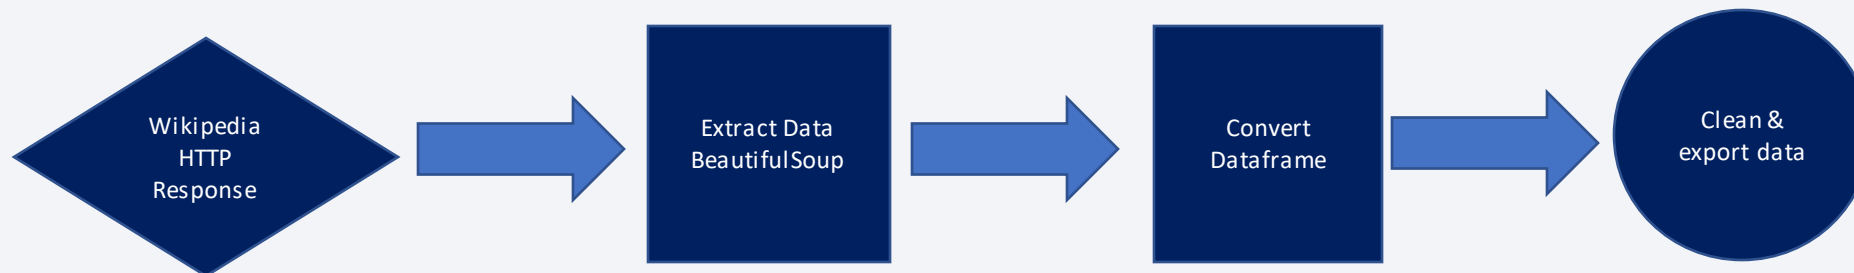 Wikipedia
HTTP
Response
Extract Data
BeautifulSoup
Convert
Dataframe
Clean &
export data